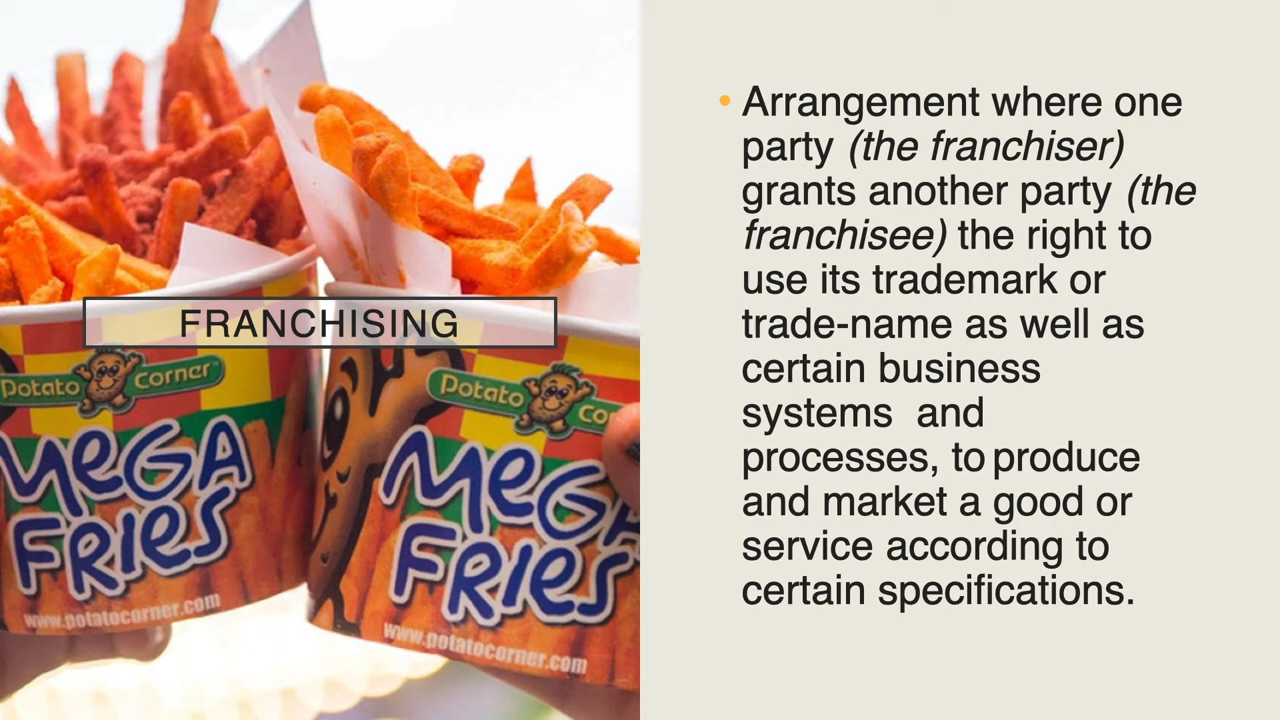 FRANCHISING
Potato Corner
MeGA
FRIes
www.potatocorner.com
Potato Co
MeGA
FRIes
www.potatocorner.com
• Arrangement where one
party (the franchiser)
grants another party (the
franchisee) the right to
use its trademark or
trade-name as well as
certain business
systems  and
processes, to produce
and market a good or
service according to
certain specifications.